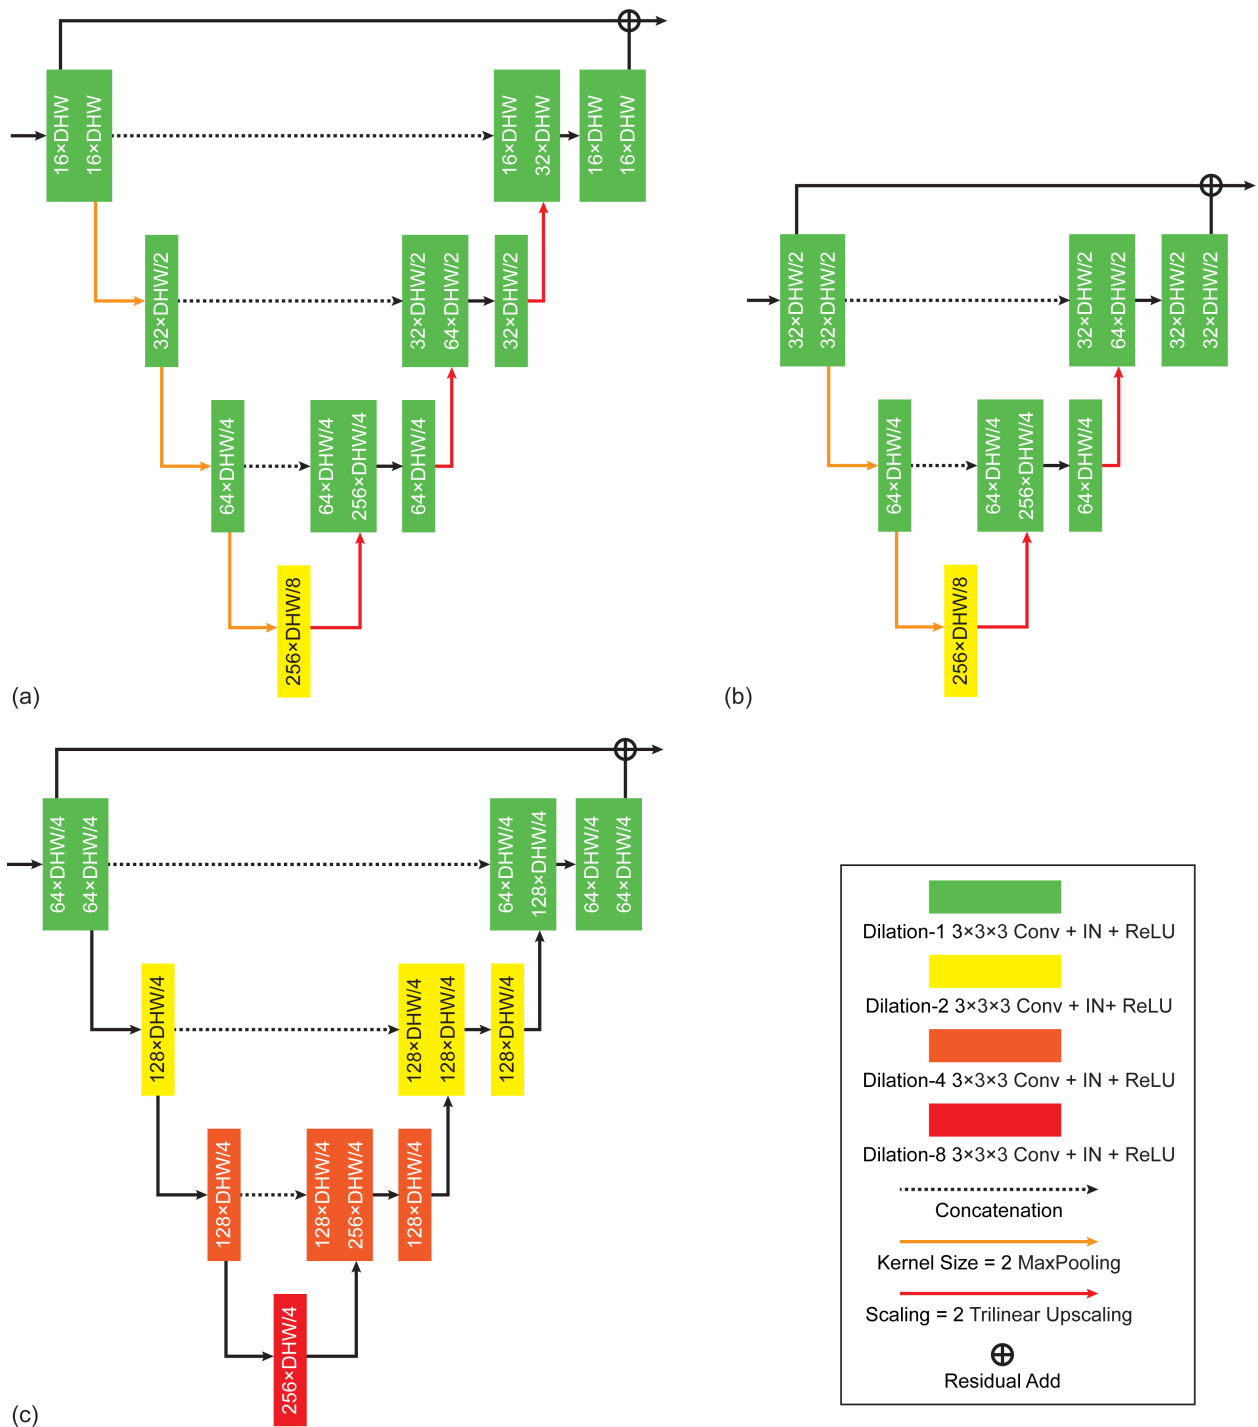 16×DHW
16×DHW
16×DHW
32×DHW
16×DHW
16×DHW
32×DHW/2
32×DHW/2
64×DHW/2
32×DHW/2
64×DHW/4
64×DHW/4
256×DHW/4
64×DHW/4
256×DHW/8
(a)
32×DHW/2
32×DHW/2
32×DHW/2
64×DHW/2
32×DHW/2
32×DHW/2
64×DHW/4
64×DHW/4
256×DHW/4
64×DHW/4
256×DHW/8
(b)
64×DHW/4
64×DHW/4
64×DHW/4
128×DHW/4
64×DHW/4
64×DHW/4
128×DHW/4
128×DHW/4
128×DHW/4
128×DHW/4
128×DHW/4
128×DHW/4
256×DHW/4
128×DHW/4
256×DHW/4
(c)
Dilation-1 3×3×3 Conv + IN + ReLU
Dilation-2 3×3×3 Conv + IN+ ReLU
Dilation-4 3×3×3 Conv + IN + ReLU
Dilation-8 3×3×3 Conv + IN + ReLU
Concatenation
Kernel Size = 2 MaxPooling
Scaling = 2 Trilinear Upscaling
Residual Add